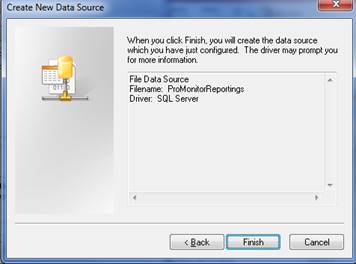 Create New Data Source
When you click Finish, you will create the data source
which you have just configured. The driver may prompt you
for more information.
File Data Source
Filename: ProMonitorReportings
Driver: SQL Server
< Back
Finish
Cancel